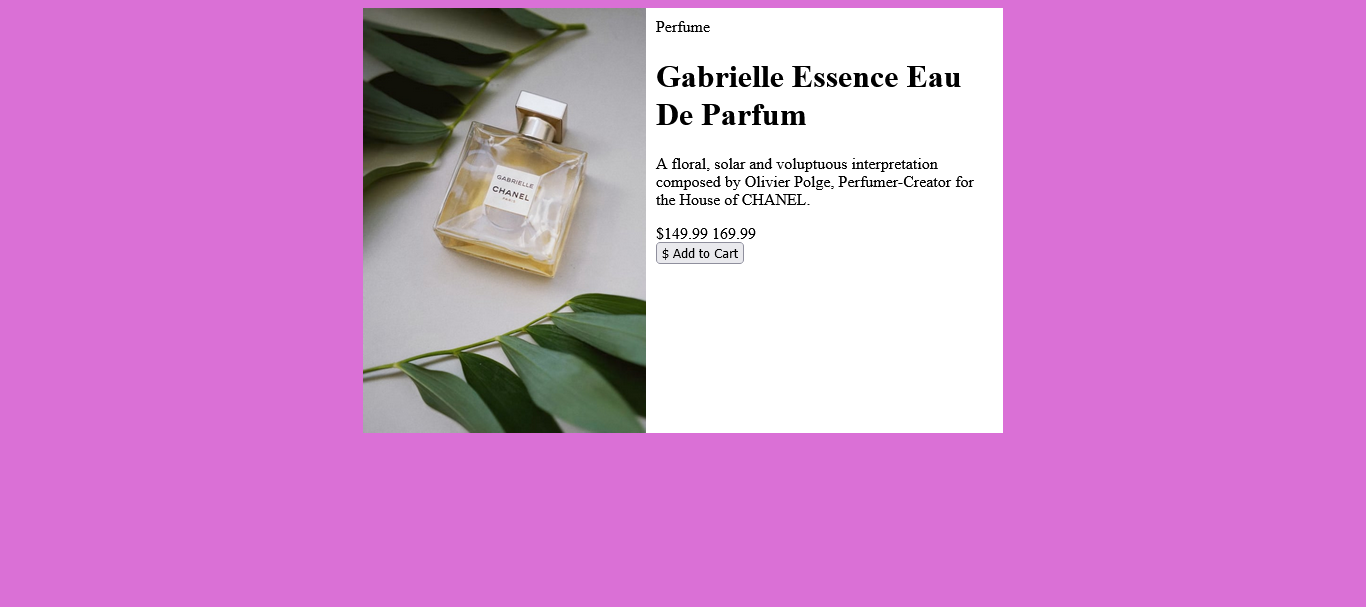 Perfume
Gabrielle Essence Eau
De Parfum
A floral, solar and voluptuous interpretation
composed by Olivier Polge, Perfumer-Creator for
the House of CHANEL.
$149.99 169.99
$ Add to Cart
GABRIELLE
CHANEL
PARIS